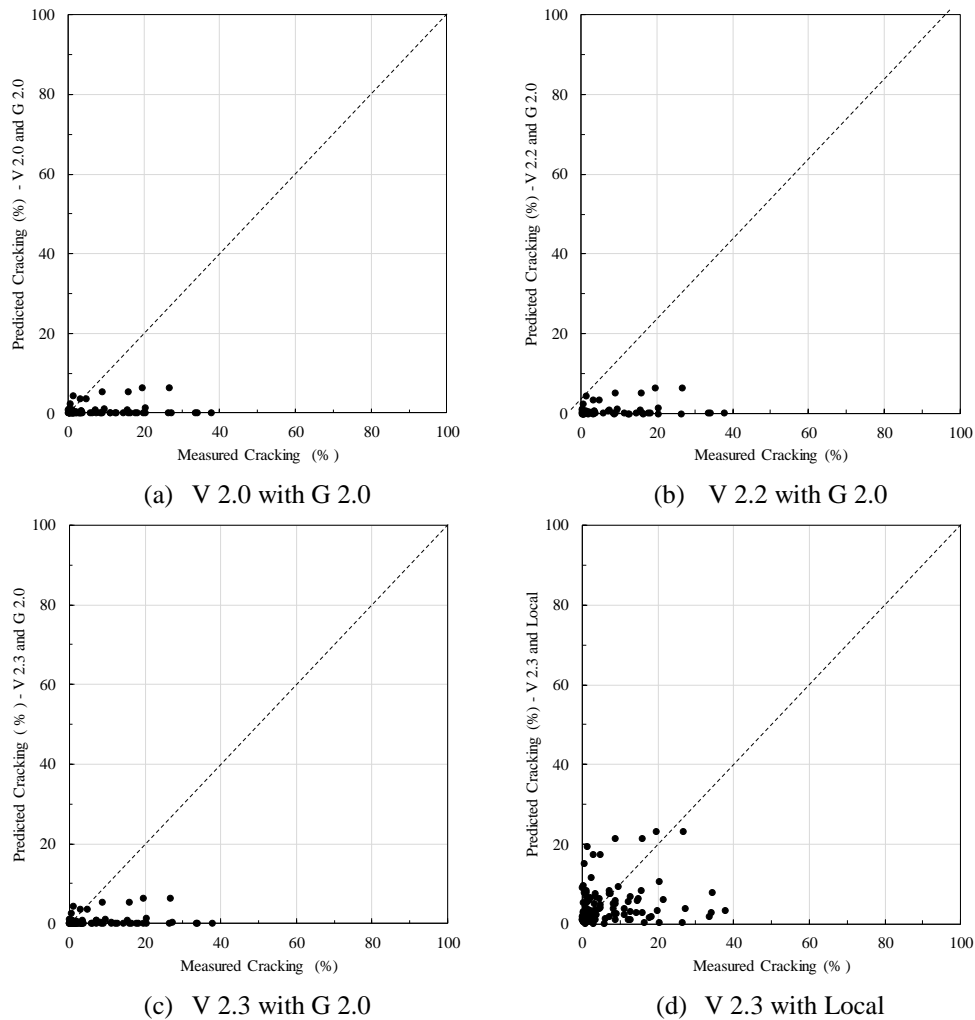 100
80
60
40
20
0
Predicted Cracking (%) - V 2.0 and G 2.0
0 20 40 60 80 100
Measured Cracking (%)
(a) V 2.0 with G 2.0
100
80
60
40
20
0
Predicted Cracking (%) - V 2.2 and G 2.0
0 20 40 60 80 100
Measured Cracking (%)
(b) V 2.2 with G 2.0
100
80
60
40
20
0
Predicted Cracking (%) - V 2.3 and G 2.0
0 20 40 60 80 100
Measured Cracking (%)
(c) V 2.3 with G 2.0
100
80
60
40
20
0
Predicted Cracking (%) - V 2.3 and Local
0 20 40 60 80 100
Measured Cracking (%)
(d) V 2.3 with Local